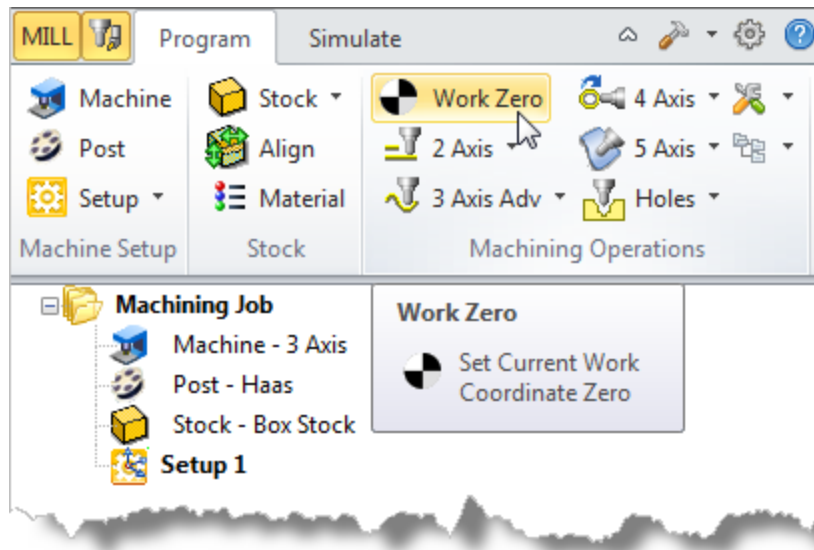 MILL Program Simulate
Machine Stock Work Zero 4 Axis
Post Align 2 Axis 5 Axis
Setup Material 3 Axis Adv Holes
Machine Setup Stock Machining Operations
Machining Job
Machine - 3 Axis
Post - Haas
Stock - Box Stock
Setup 1
Work Zero
Set Current Work
Coordinate Zero